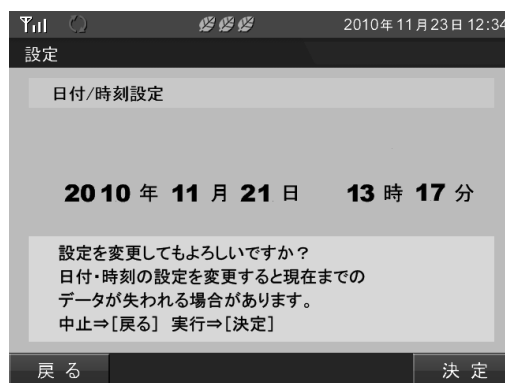 2010年11月23日 12:34
設定
日付/時刻設定
2010 年 11 月 21 日 13 時 17 分
設定を変更してもよろしいですか？
日付・時刻の設定を変更すると現在までの
データが失われる場合があります。
中止⇒[戻る] 実行⇒[決定]
戻 る 決 定